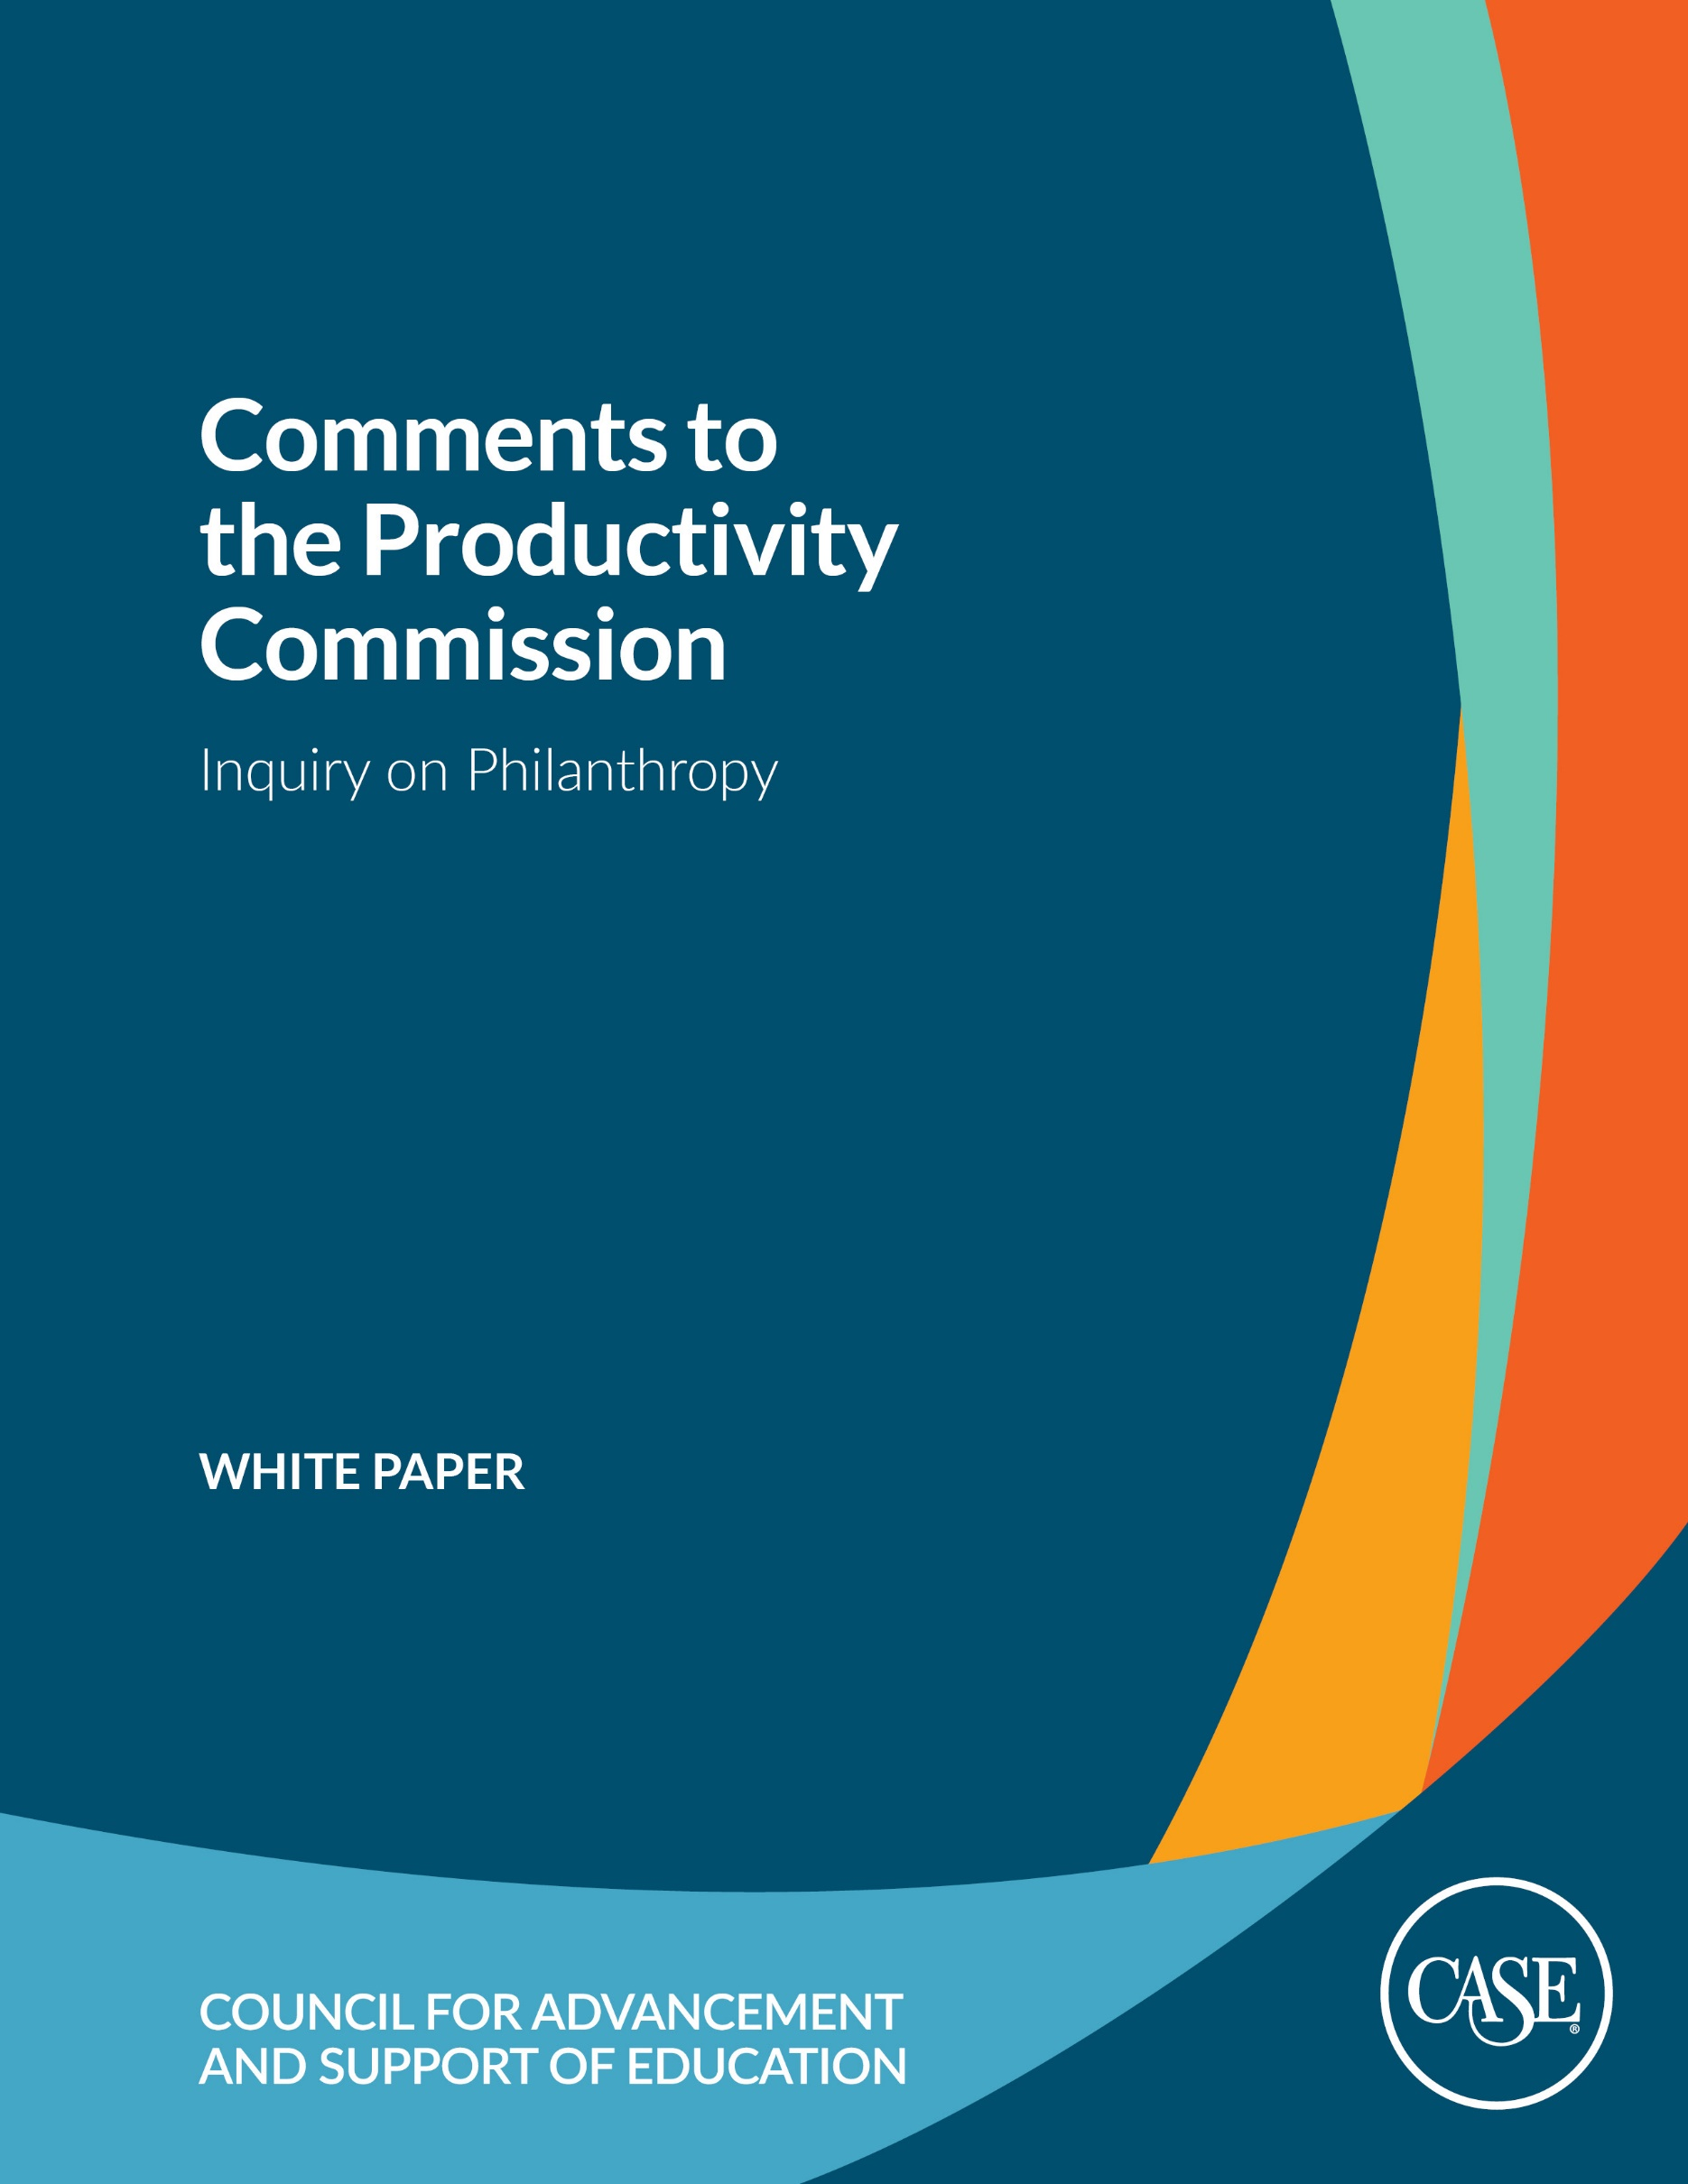 Comments to
the Productivity
Commission
Inquiry on Philanthropy
WHITE PAPER
COUNCIL FOR ADVANCEMENT
AND SUPPORT OF EDUCATION
CASE®